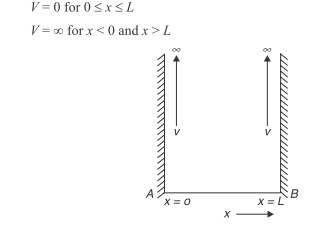 V = 0 for 0 ≤ x ≤ L
V = ∞ for x < 0 and x > L
∞ ∞
V V
A B
x = o x = L
x